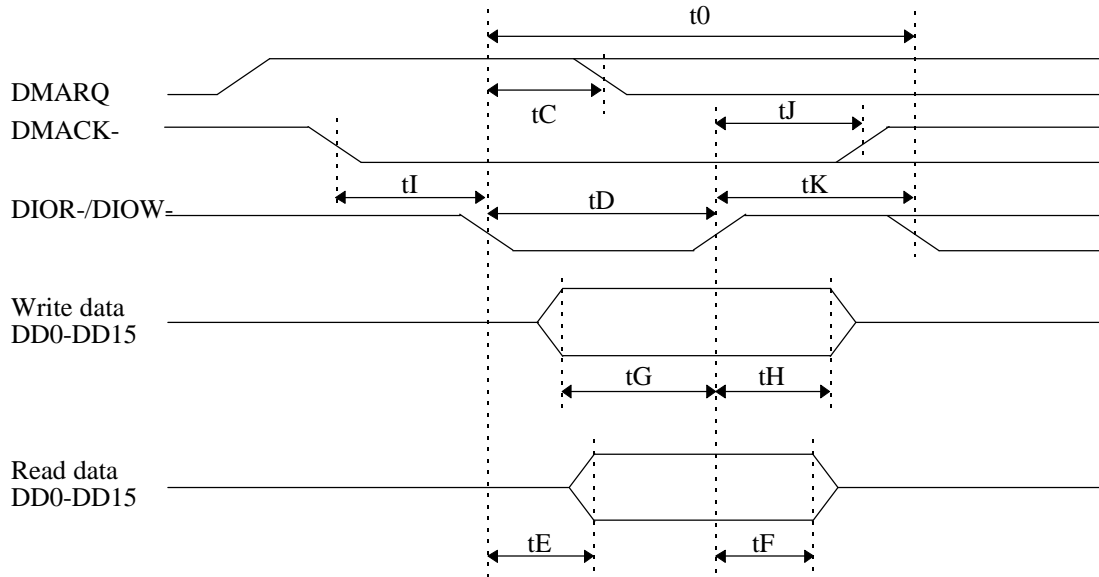 t0
DMARQ
tC
DMACK-
tJ
tI
tD
tK
DIOR-/DIOW-
Write data
DD0-DD15
tG
tH
Read data
DD0-DD15
tE
tF